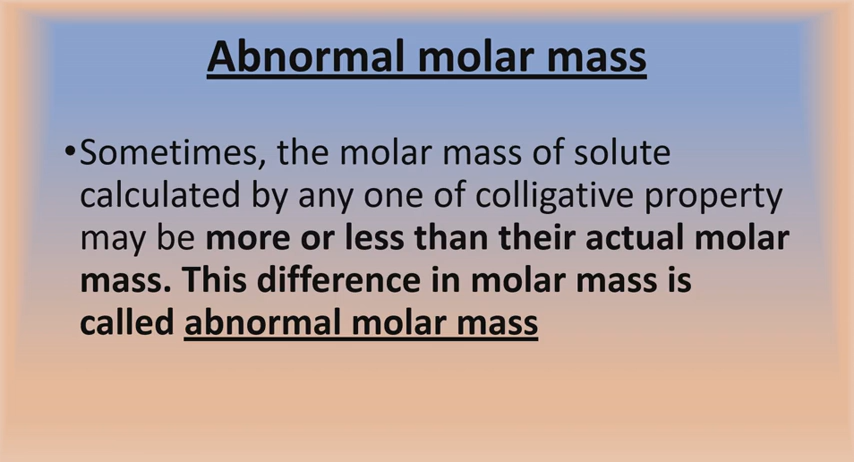 Abnormal molar mass
•Sometimes, the molar mass of solute
calculated by any one of colligative property
may be more or less than their actual molar
mass. This difference in molar mass is
called abnormal molar mass